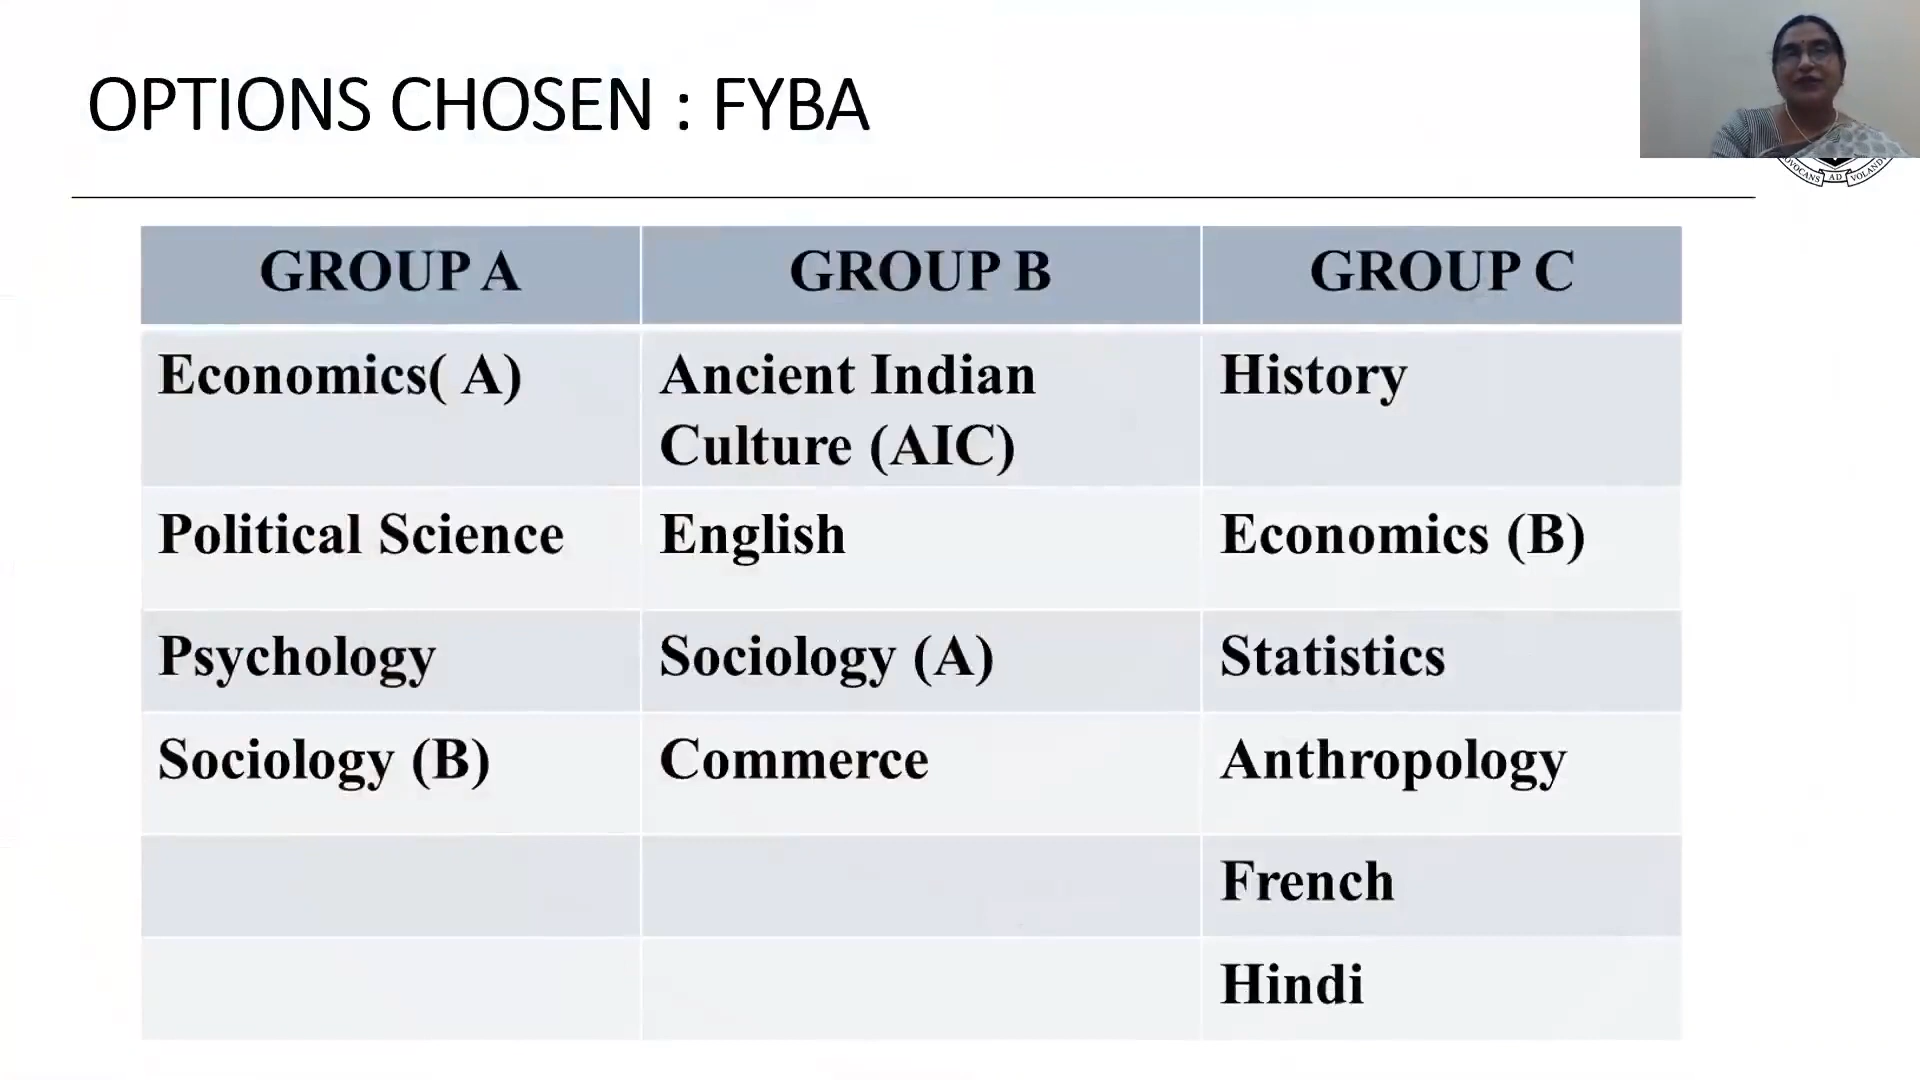 OPTIONS CHOSEN : FYBA
AD
GROUP A GROUP B GROUP C
Economics( A) Ancient Indian Culture (AIC) History
Political Science English Economics (B)
Psychology Sociology (A) Statistics
Sociology (B) Commerce Anthropology
French
Hindi